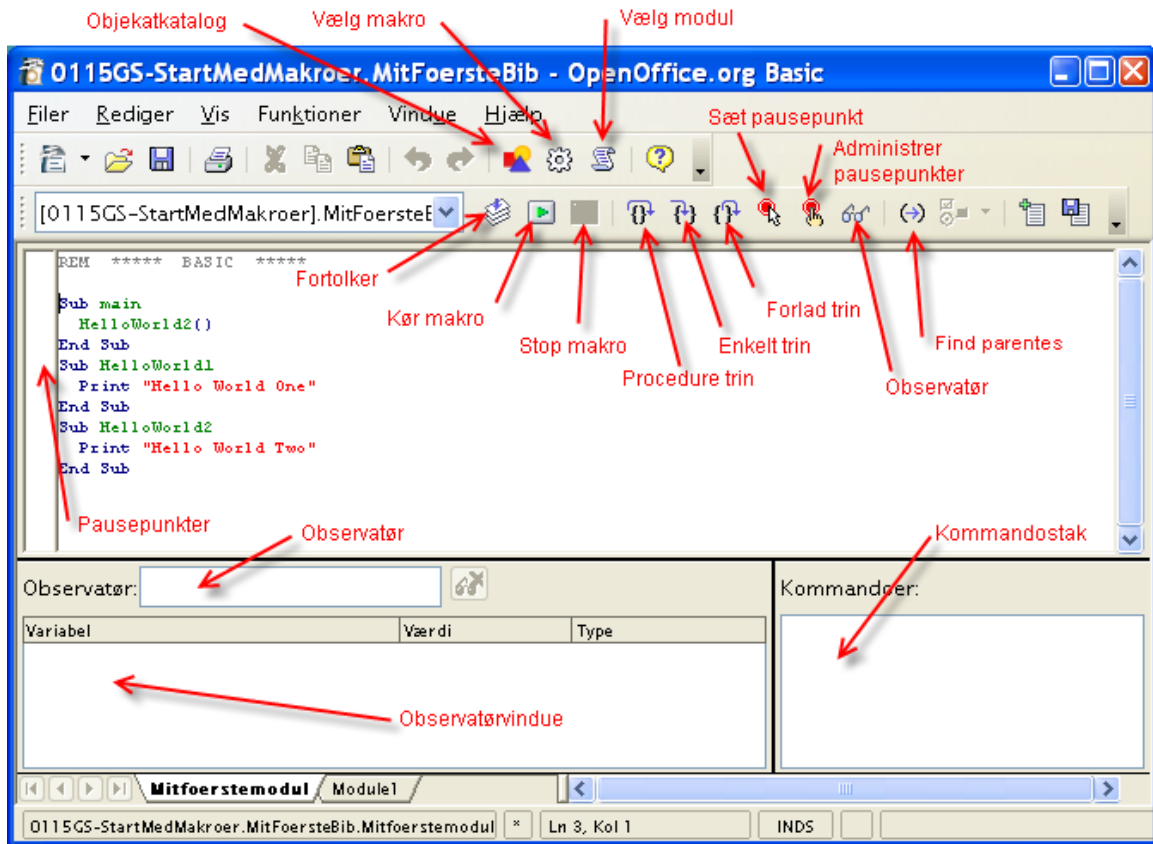 Objekatkatalog
Vælg makro
Vælg modul
0115GS-StartMedMakroer.MitFoersteBib - OpenOffice.org Basic
Filer Rediger Vis Funktioner Vindue Hjælp
Sæt pausepunkt
Administrer
pausepunkter
[0115GS-StartMedMakroer].MitFoersteE
REM ***** BASIC *****
Fortolker
Sub main
HelloWorld2()
End Sub
Sub HelloWorld1
Print "Hello World One"
End Sub
Sub HelloWorld2
Print "Hello World Two"
End Sub
Kør makro
Stop makro
Procedure trin
Enkelt trin
Forlad trin
Observatør
Find parentes
Pausepunkter
Observatør
Kommandostak
Observatør:
Kommandoer:
Variabel Værdi Type
Observatørvindue
Mitfoerstemodul Module1
0115GS-StartMedMakroer.MitFoersteBib.Mitfoerstemodul * Ln 3, Kol 1 INDS